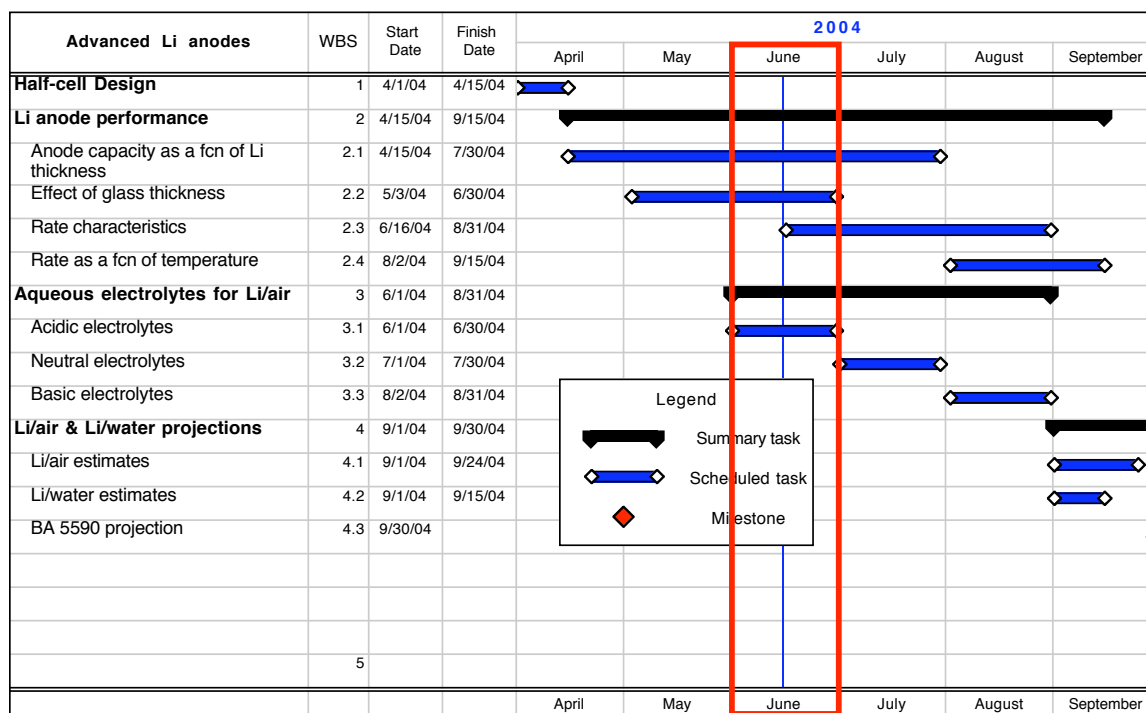 Advanced Li anodes WBS Start Date Finish Date 2004
April May June July August September
Half-cell Design 1 4/1/04 4/15/04
Li anode performance 2 4/15/04 9/15/04
Anode capacity as a fcn of Li
thickness 2.1 4/15/04 7/30/04
Effect of glass thickness 2.2 5/3/04 6/30/04
Rate characteristics 2.3 6/16/04 8/31/04
Rate as a fcn of temperature 2.4 8/2/04 9/15/04
Aqueous electrolytes for Li/air 3 6/1/04 8/31/04
Acidic electrolytes 3.1 6/1/04 6/30/04
Neutral electrolytes 3.2 7/1/04 7/30/04
Basic electrolytes 3.3 8/2/04 8/31/04
Li/air & Li/water projections 4 9/1/04 9/30/04
Li/air estimates 4.1 9/1/04 9/24/04
Li/water estimates 4.2 9/1/04 9/15/04
BA 5590 projection 4.3 9/30/04
5
Legend
Summary task
Scheduled task
Milestone
April May June July August September